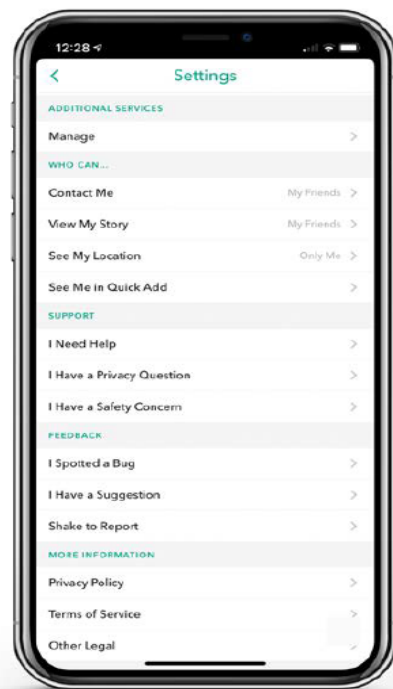 12:28
Settings
ADDITIONAL SERVICES
Manage
WHO CAN...
Contact Me My Friends
View My Story My Friends
See My Location Only Me
See Me in Quick Add
SUPPORT
I Need Help
I Have a Privacy Question
I Have a Safety Concern
FEEDBACK
I Spotted a Bug
I Have a Suggestion
Shake to Report
MORE INFORMATION
Privacy Policy
Terms of Service
Other Legal